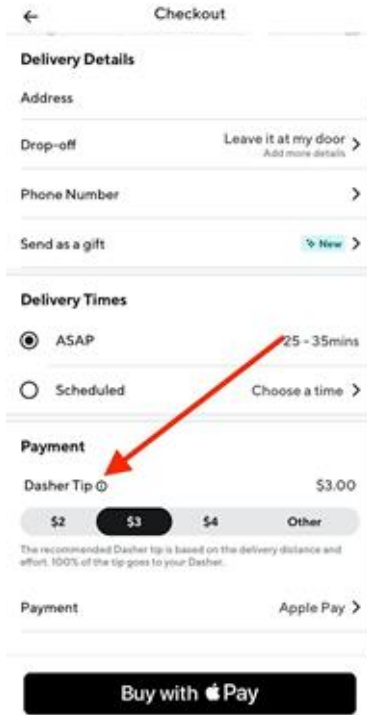 Checkout
Delivery Details
Address
Drop-off Leave it at my door
Add more details
Phone Number
Send as a gift New
Delivery Times
ASAP 25 - 35mins
Scheduled Choose a time
Payment
Dasher Tip $3.00
$2 $3 $4 Other
The recommended Dasher tip is based on the delivery distance and
effort. 100% of the tip goes to your Dasher.
Payment Apple Pay
Buy with Pay